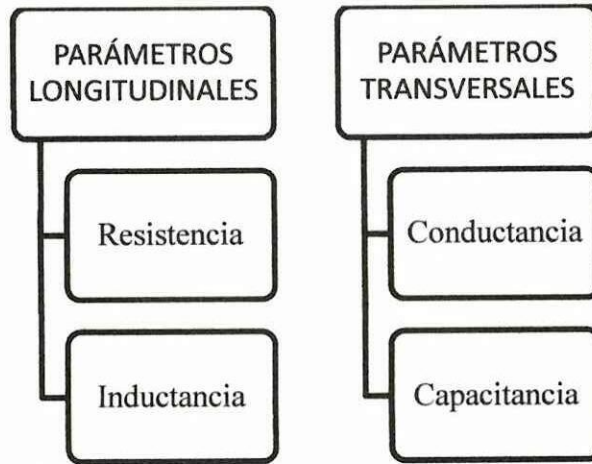 PARÁMETROS
LONGITUDINALES
Resistencia
Inductancia
PARÁMETROS
TRANSVERSALES
Conductancia
Capacitancia